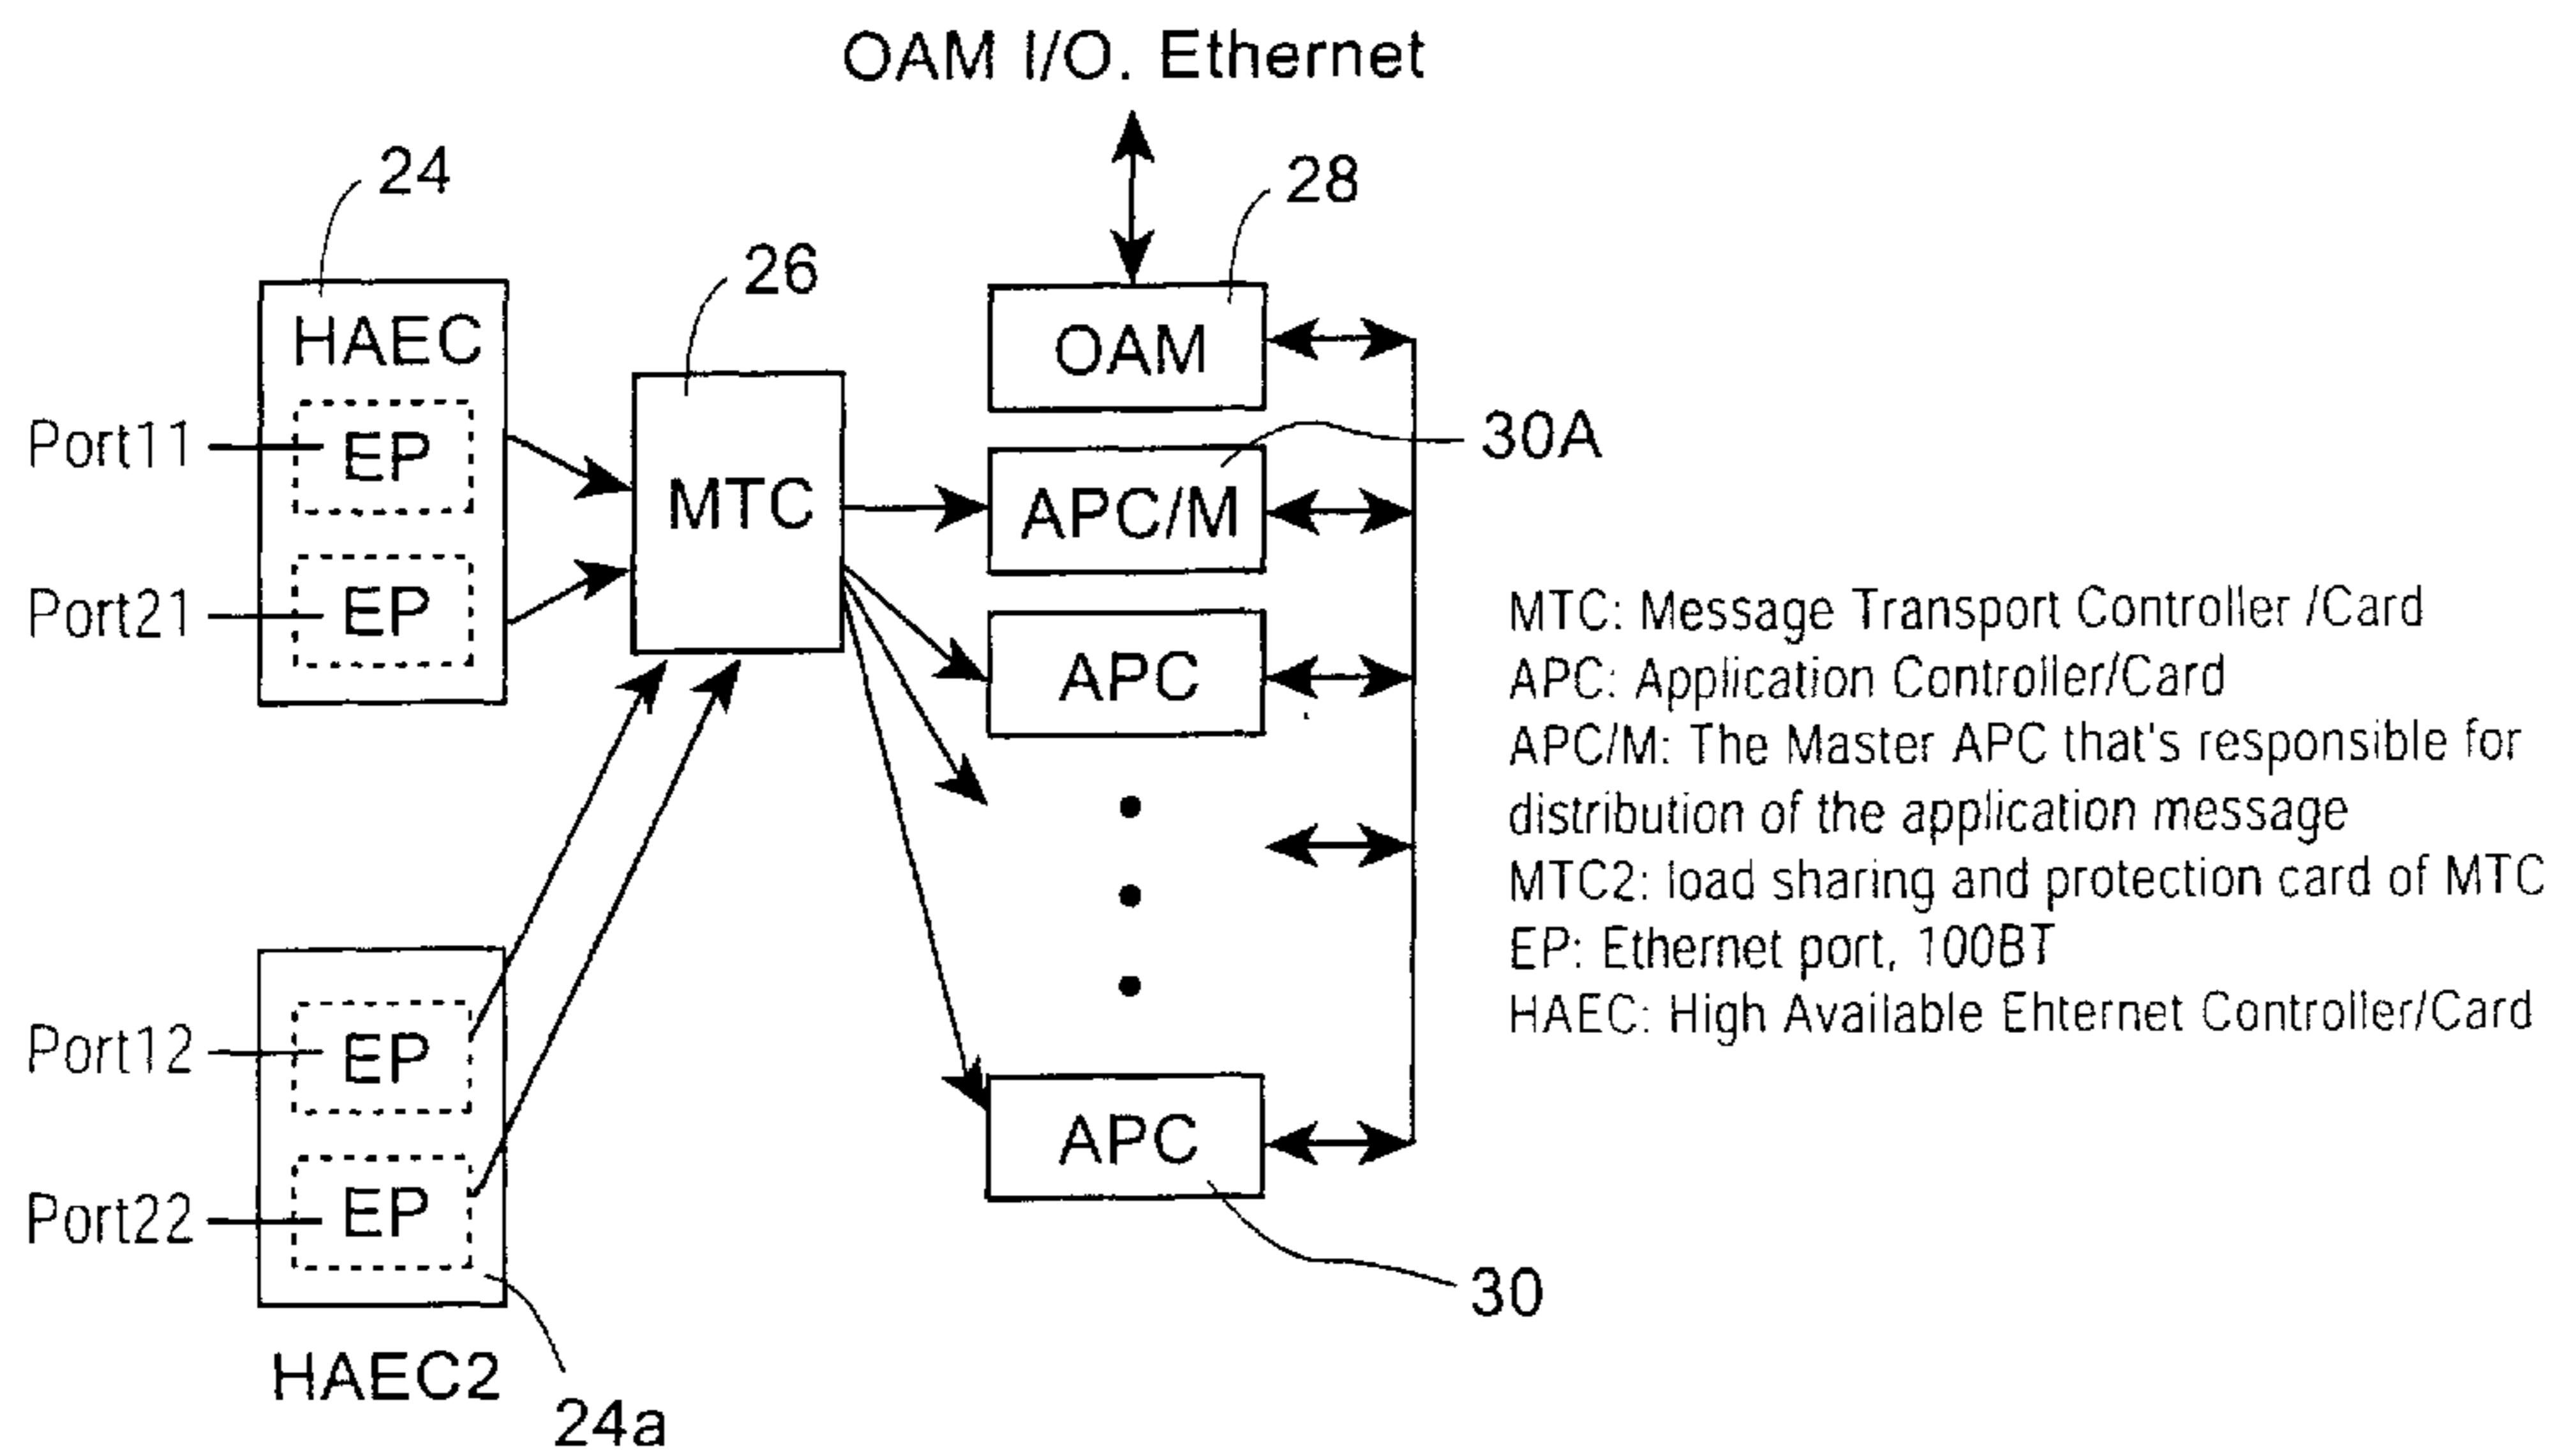 OAM I/O. Ethernet
24
28
26
HAEC
OAM
30A
Port11
EP
MTC
APC/M
Port21
EP
APC
MTC: Message Transport Controller /Card
APC: Application Controller/Card
APC/M: The Master APC that's responsible for
distribution of the application message
MTC2: load sharing and protection card of MTC
EP: Ethernet port, 100BT
HAEC: High Available Ehternet Controller/Card
Port12
EP
APC
Port22
EP
30
HAEC2
24a